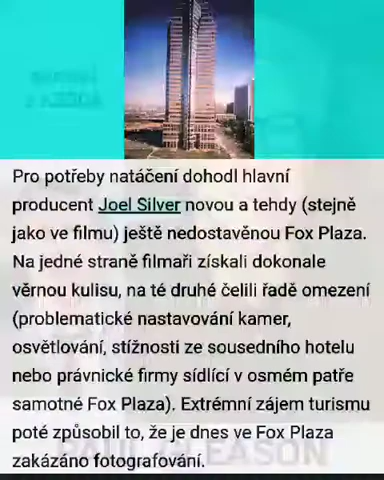 Pro potřeby natáčení dohodl hlavní
producent Joel Silver novou a tehdy (stejně
jako ve filmu) ještě nedostavěnou Fox Plaza.
Na jedné straně filmaři získali dokonale
věrnou kulisu, na té druhé čelili řadě omezení
(problematické nastavování kamer,
osvětlování, stížnosti ze sousedního hotelu
nebo právnické firmy sídlící v osmém patře
samotné Fox Plaza). Extrémní zájem turismu
poté způsobil to, že je dnes ve Fox Plaza
zakázáno fotografování.